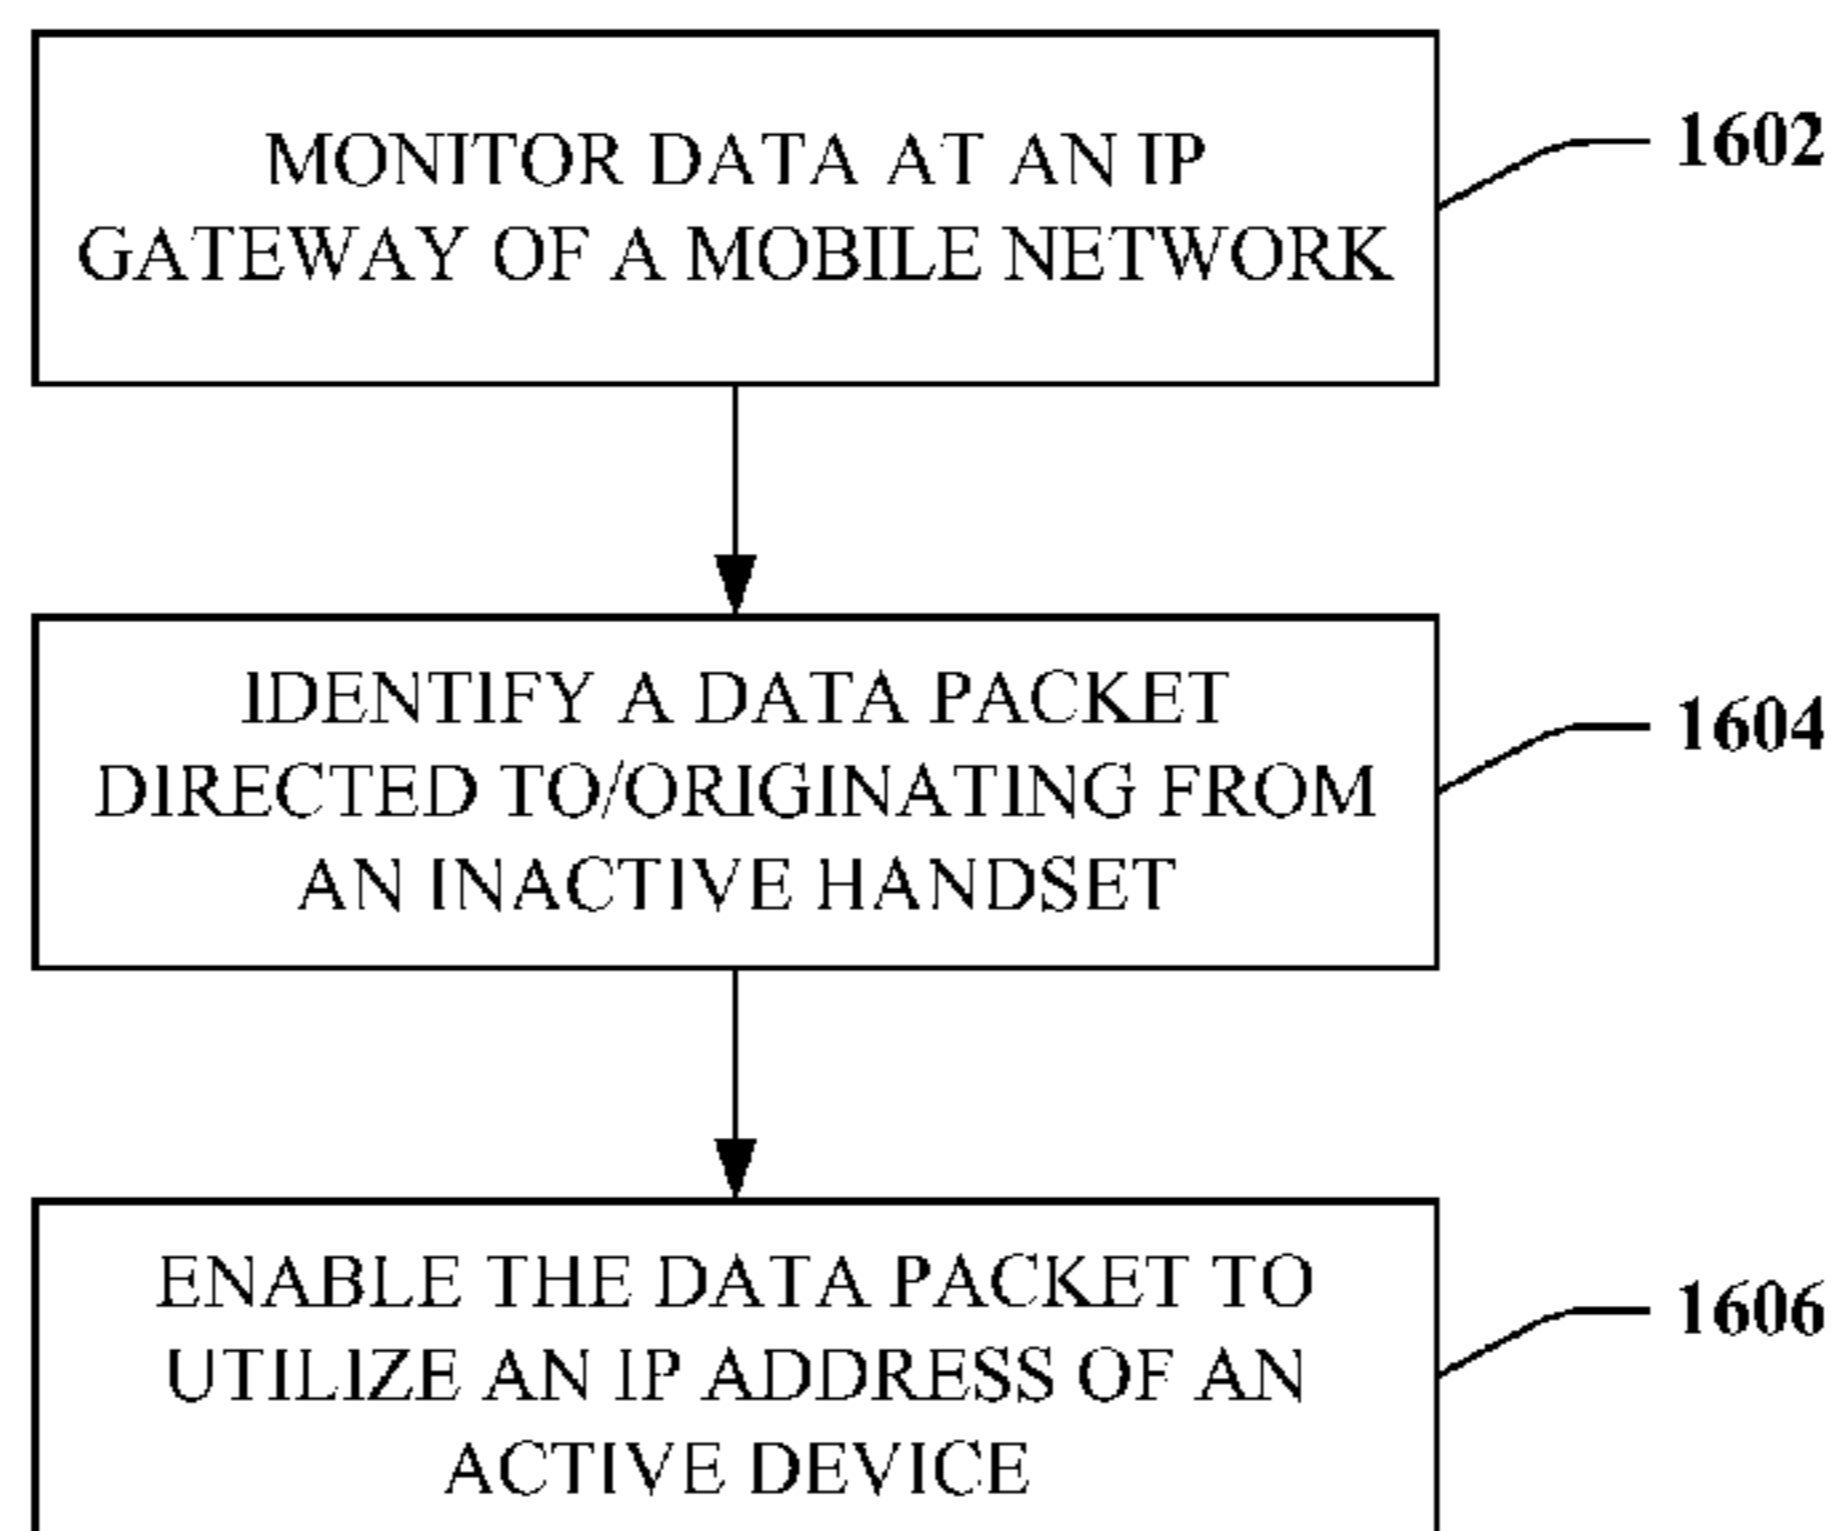 MONITOR DATA AT AN IP
GATEWAY OF A MOBILE NETWORK
1602
IDENTIFY A DATA PACKET
DIRECTED TO/ORIGINATING FROM
AN INACTIVE HANDSET
1604
ENABLE THE DATA PACKET TO
UTILIZE AN IP ADDRESS OF AN
ACTIVE DEVICE
1606